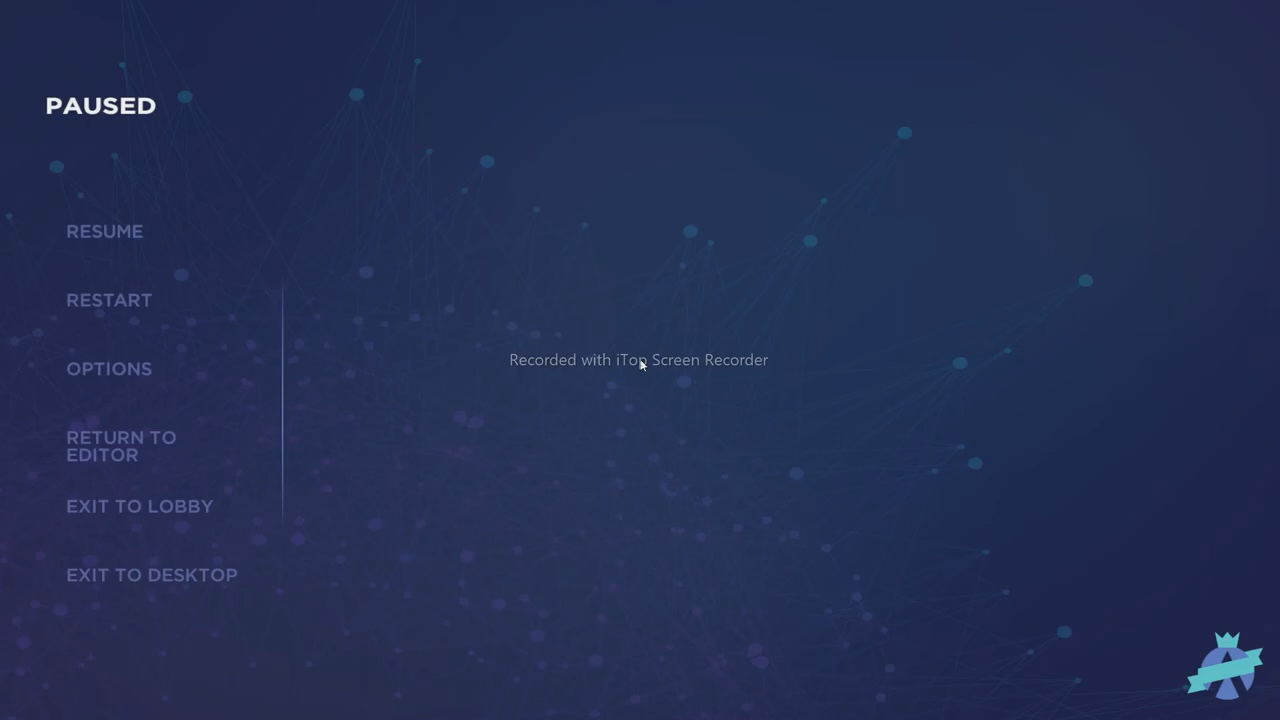 PAUSED
RESUME
RESTART
Recorded with iTop Screen Recorder
OPTIONS
RETURN TO
EDITOR
EXIT TO LOBBY
EXIT TO DESKTOP